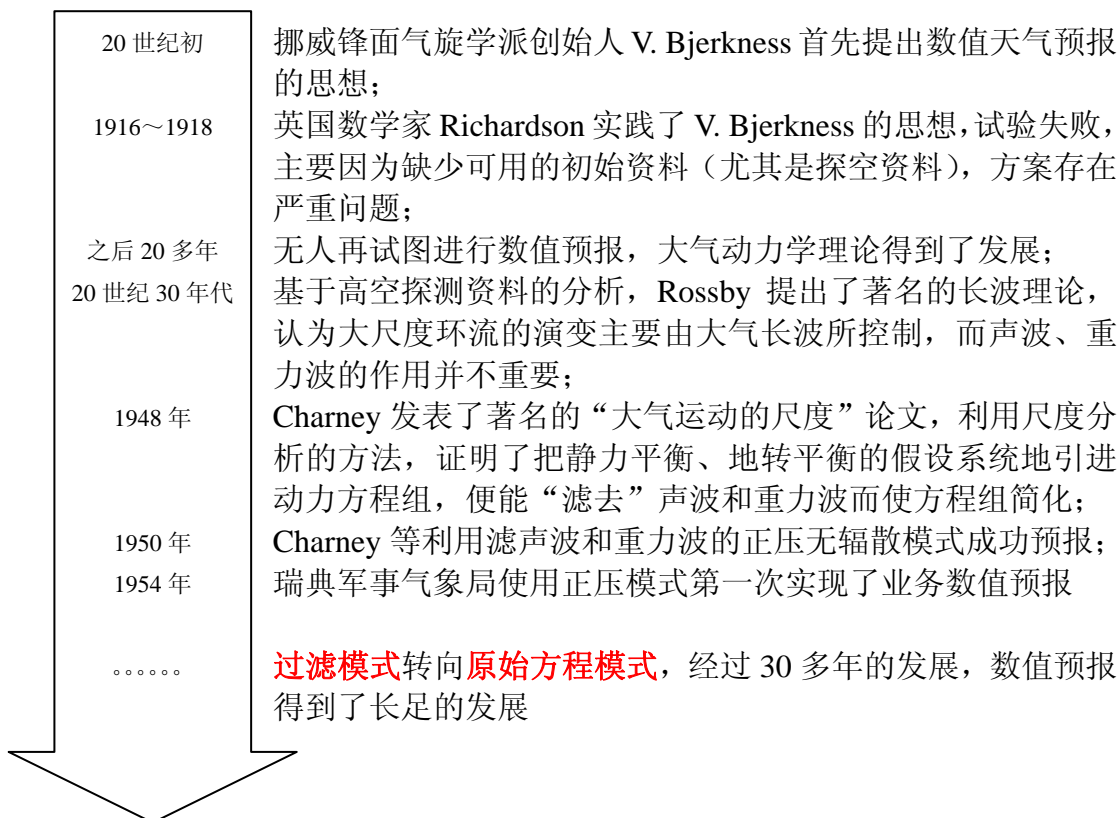 20 世纪初 挪威锋面气旋学派创始人 V. Bjerkness 首先提出数值天气预报
的思想；
1916～1918 英国数学家 Richardson 实践了 V. Bjerkness 的思想，试验失败，
主要因为缺少可用的初始资料（尤其是探空资料），方案存在
严重问题；
之后 20 多年 无人再试图进行数值预报，大气动力学理论得到了发展；
20 世纪 30 年代 基于高空探测资料的分析，Rossby 提出了著名的长波理论，
认为大尺度环流的演变主要由大气长波所控制，而声波、重
力波的作用并不重要；
1948 年 Charney 发表了著名的“大气运动的尺度”论文，利用尺度分
析的方法，证明了把静力平衡、地转平衡的假设系统地引进
动力方程组，便能“滤去”声波和重力波而使方程组简化；
1950 年 Charney 等利用滤声波和重力波的正压无辐散模式成功预报；
1954 年 瑞典军事气象局使用正压模式第一次实现了业务数值预报
。。。。。。 过滤模式转向原始方程模式，经过 30 多年的发展，数值预报
得到了长足的发展